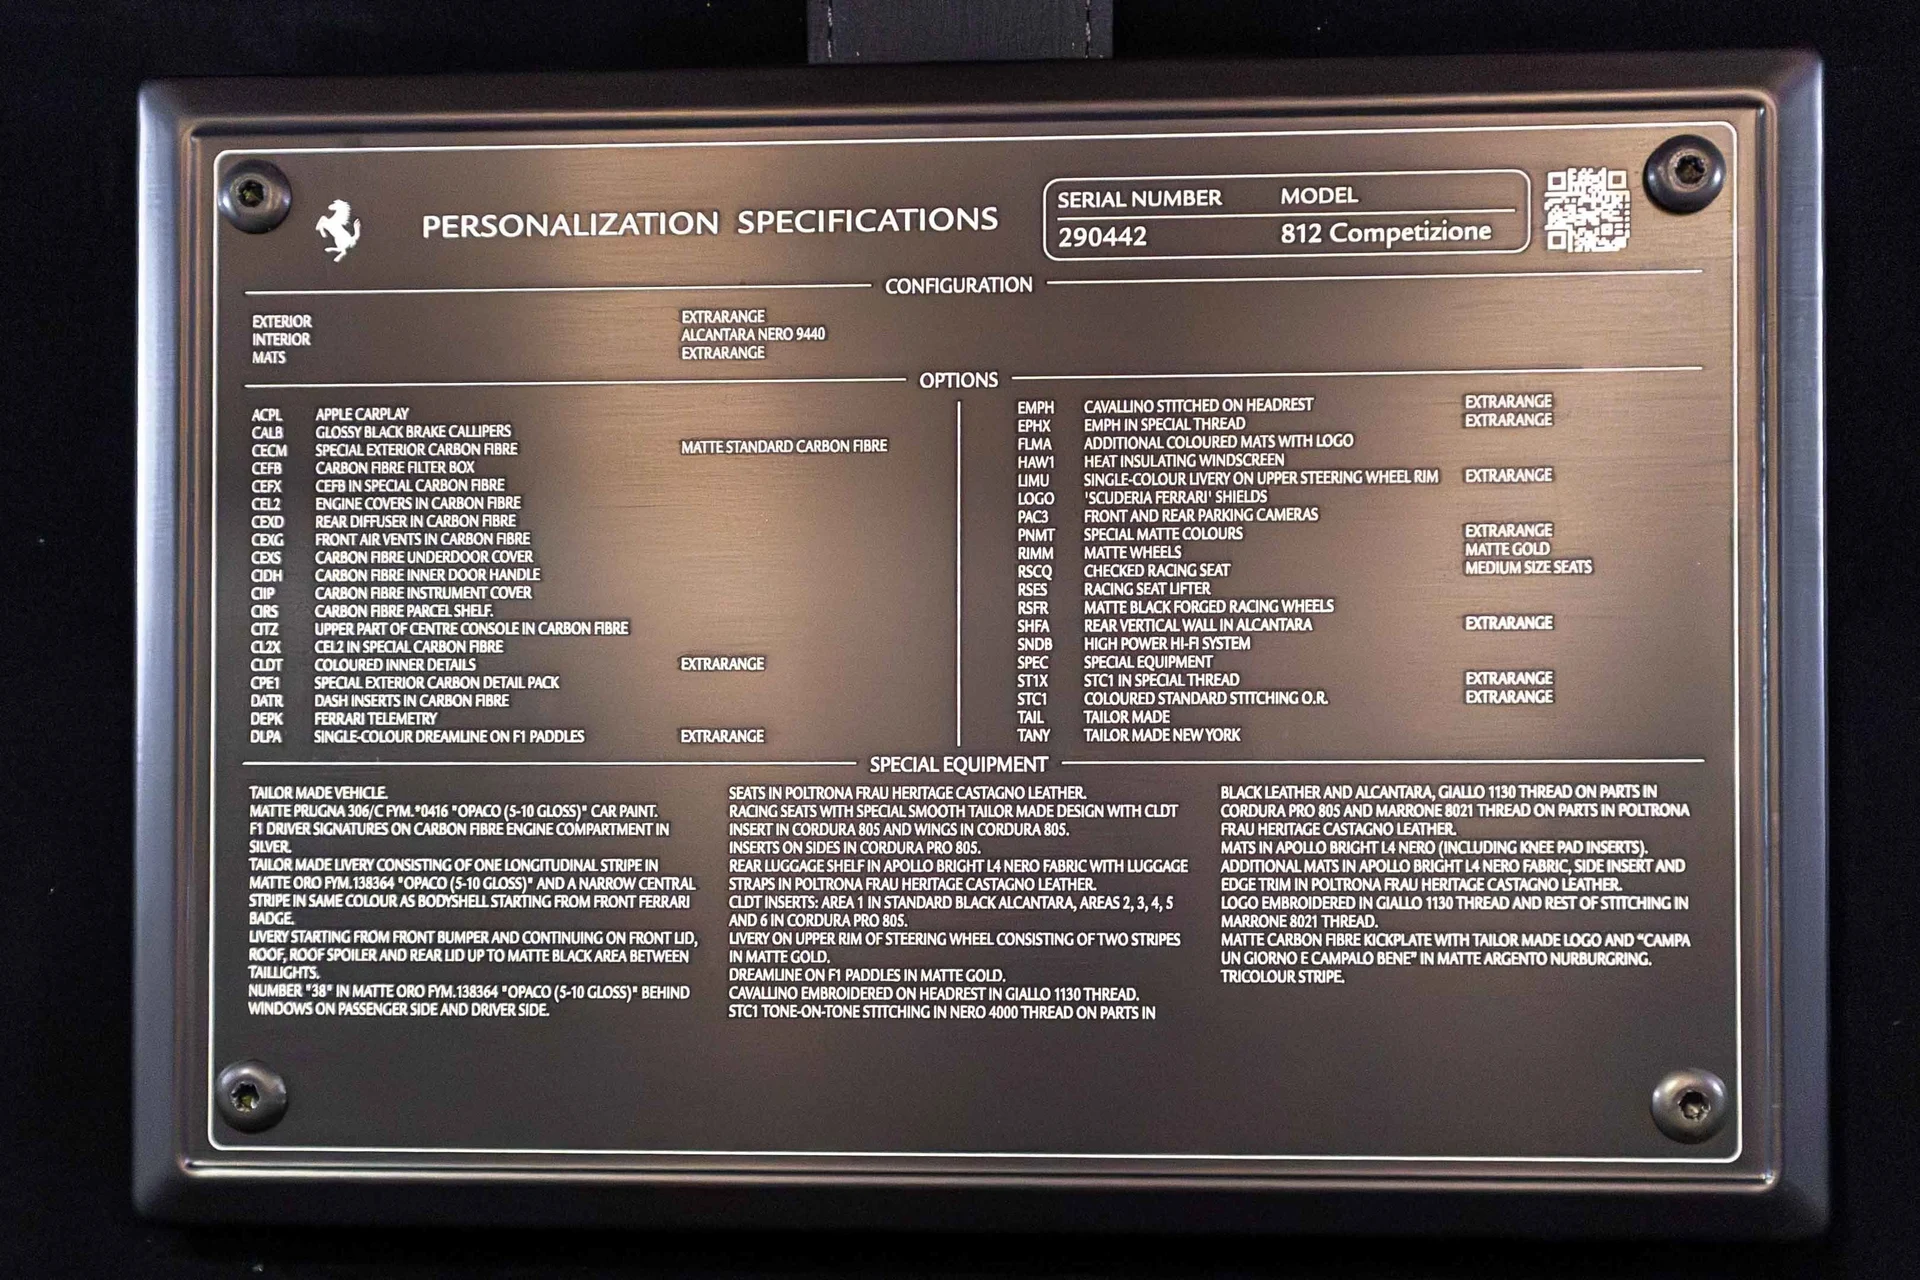 PERSONALIZATION SPECIFICATIONS
SERIAL NUMBER MODEL
290442 812 Competizione
CONFIGURATION
EXTERIOR EXTRARANGE
INTERIOR ALCANTARA NERO 9440
MATS EXTRARANGE
OPTIONS
ACPL APPLE CARPLAY
CALB GLOSSY BLACK BRAKE CALLIPERS
CECM SPECIAL EXTERIOR CARBON FIBRE MATTE STANDARD CARBON FIBRE
CEFB CARBON FIBRE FILTER BOX
CEFX CEFB IN SPECIAL CARBON FIBRE
CEL2 ENGINE COVERS IN CARBON FIBRE
CEXD REAR DIFFUSER IN CARBON FIBRE
CEXG FRONT AIR VENTS IN CARBON FIBRE
CEXS CARBON FIBRE UNDERDOOR COVER
CIDH CARBON FIBRE INNER DOOR HANDLE
CIIP CARBON FIBRE INSTRUMENT COVER
CIRS CARBON FIBRE PARCEL SHELF.
CITZ UPPER PART OF CENTRE CONSOLE IN CARBON FIBRE
CL2X CEL2 IN SPECIAL CARBON FIBRE
CLDT COLOURED INNER DETAILS EXTRARANGE
CPE1 SPECIAL EXTERIOR CARBON DETAIL PACK
DATR DASH INSERTS IN CARBON FIBRE
DEPK FERRARI TELEMETRY
DLPA SINGLE-COLOUR DREAMLINE ON F1 PADDLES EXTRARANGE
EMPH CAVALLINO STITCHED ON HEADREST EXTRARANGE
EPHX EMPH IN SPECIAL THREAD EXTRARANGE
FLMA ADDITIONAL COLOURED MATS WITH LOGO
HAW1 HEAT INSULATING WINDSCREEN
LIMU SINGLE-COLOUR LIVERY ON UPPER STEERING WHEEL RIM EXTRARANGE
LOGO 'SCUDERIA FERRARI' SHIELDS
PAC3 FRONT AND REAR PARKING CAMERAS
PNMT SPECIAL MATTE COLOURS EXTRARANGE
RIMM MATTE WHEELS MATTE GOLD
RSCQ CHECKED RACING SEAT MEDIUM SIZE SEATS
RSES RACING SEAT LIFTER
RSFR MATTE BLACK FORGED RACING WHEELS
SHFA REAR VERTICAL WALL IN ALCANTARA EXTRARANGE
SNDB HIGH POWER HI-FI SYSTEM
SPEC SPECIAL EQUIPMENT
ST1X STC1 IN SPECIAL THREAD EXTRARANGE
STC1 COLOURED STANDARD STITCHING O.R. EXTRARANGE
TAIL TAILOR MADE
TANY TAILOR MADE NEW YORK
SPECIAL EQUIPMENT
TAILOR MADE VEHICLE.
MATTE PRUGNA 306/C FYM.*0416 "OPACO (5-10 GLOSS)" CAR PAINT.
F1 DRIVER SIGNATURES ON CARBON FIBRE ENGINE COMPARTMENT IN
SILVER.
TAILOR MADE LIVERY CONSISTING OF ONE LONGITUDINAL STRIPE IN
MATTE ORO FYM.138364 "OPACO (5-10 GLOSS)" AND A NARROW CENTRAL
STRIPE IN SAME COLOUR AS BODYSHELL STARTING FROM FRONT FERRARI
BADGE.
LIVERY STARTING FROM FRONT BUMPER AND CONTINUING ON FRONT LID,
ROOF, ROOF SPOILER AND REAR LID UP TO MATTE BLACK AREA BETWEEN
TAILLIGHTS.
NUMBER "38" IN MATTE ORO FYM.138364 "OPACO (5-10 GLOSS)" BEHIND
WINDOWS ON PASSENGER SIDE AND DRIVER SIDE.
SEATS IN POLTRONA FRAU HERITAGE CASTAGNO LEATHER.
RACING SEATS WITH SPECIAL SMOOTH TAILOR MADE DESIGN WITH CLDT
INSERT IN CORDURA 805 AND WINGS IN CORDURA 805.
INSERTS ON SIDES IN CORDURA PRO 805.
REAR LUGGAGE SHELF IN APOLLO BRIGHT L4 NERO FABRIC WITH LUGGAGE
STRAPS IN POLTRONA FRAU HERITAGE CASTAGNO LEATHER.
CLDT INSERTS: AREA 1 IN STANDARD BLACK ALCANTARA, AREAS 2, 3, 4, 5
AND 6 IN CORDURA PRO 805.
LIVERY ON UPPER RIM OF STEERING WHEEL CONSISTING OF TWO STRIPES
IN MATTE GOLD.
DREAMLINE ON F1 PADDLES IN MATTE GOLD.
CAVALLINO EMBROIDERED ON HEADREST IN GIALLO 1130 THREAD.
STC1 TONE-ON-TONE STITCHING IN NERO 4000 THREAD ON PARTS IN
BLACK LEATHER AND ALCANTARA, GIALLO 1130 THREAD ON PARTS IN
CORDURA PRO 805 AND MARRONE 8021 THREAD ON PARTS IN POLTRONA
FRAU HERITAGE CASTAGNO LEATHER.
MATS IN APOLLO BRIGHT L4 NERO (INCLUDING KNEE PAD INSERTS).
ADDITIONAL MATS IN APOLLO BRIGHT L4 NERO FABRIC, SIDE INSERT AND
EDGE TRIM IN POLTRONA FRAU HERITAGE CASTAGNO LEATHER.
LOGO EMBROIDERED IN GIALLO 1130 THREAD AND REST OF STITCHING IN
MARRONE 8021 THREAD.
MATTE CARBON FIBRE KICKPLATE WITH TAILOR MADE LOGO AND "CAMPA
UN GIORNO E CAMPALO BENE" IN MATTE ARGENTO NURBURGRING.
TRICOLOUR STRIPE.